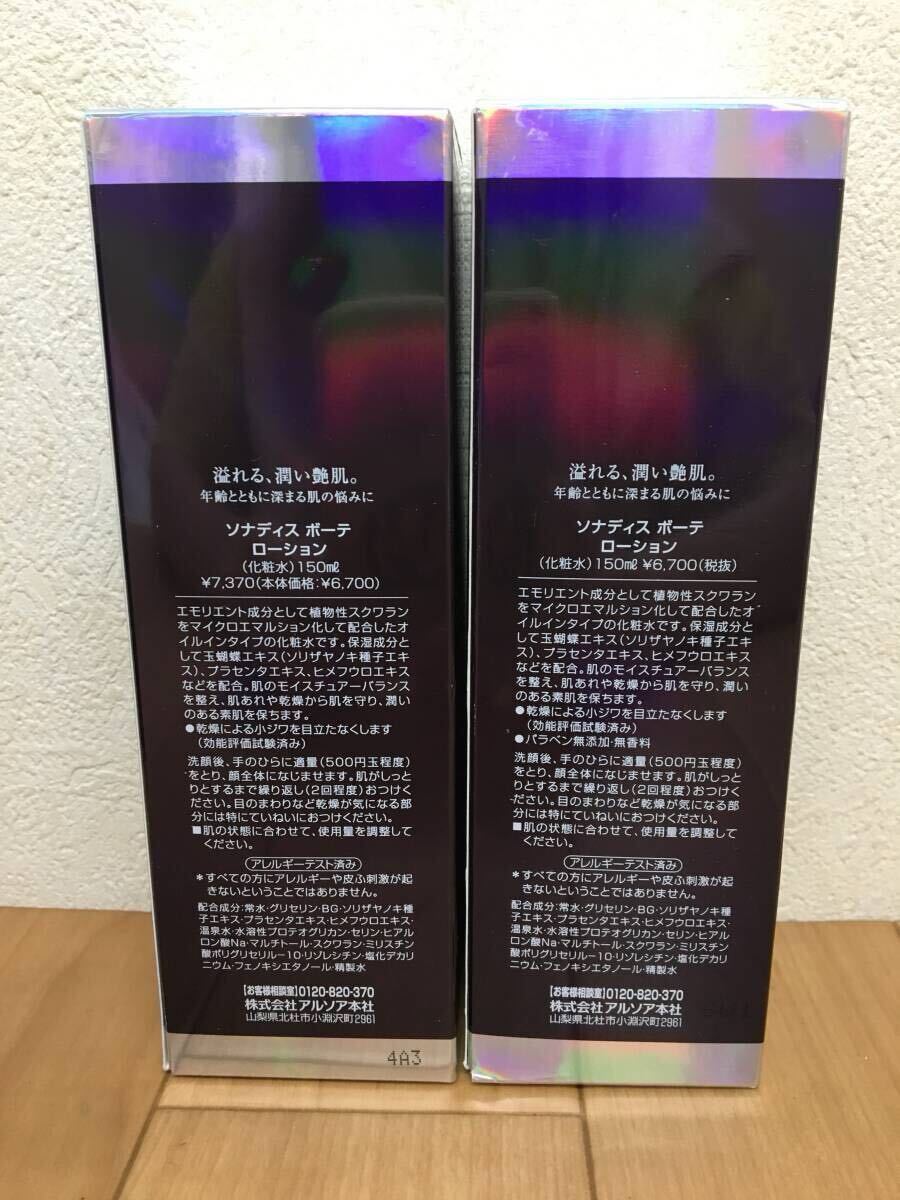 溢れる、潤い艶肌。
年齢とともに深まる肌の悩みに
ソナディス ボーテ
ローション
(化粧水)150㎖
¥7,370(本体価格:¥6,700)
エモリエント成分として植物性スクワラン
をマイクロエマルション化して配合したオ
イルインタイプの化粧水です。保湿成分と
して玉蝴蝶エキス(ソリザヤノキ種子エキ
ス)、プラセンタエキス、ヒメフウロエキス
などを配合。肌のモイスチュアーバランス
を整え、肌あれや乾燥から肌を守り、潤い
のある素肌を保ちます。
●乾燥による小ジワを目立たなくします
(効能評価試験済み)
洗顔後、手のひらに適量(500円玉程度)
をとり、顔全体になじませます。肌がしっと
りとするまで繰り返し(2回程度)おつけく
ださい。目のまわりなど乾燥が気になる部
分には特にていねいにおつけください。
■肌の状態に合わせて、使用量を調整して
ください。
アレルギーテスト済み
*すべての方にアレルギーや皮ふ刺激が起
きないということではありません。
配合成分:常水・グリセリン・BG・ソリザヤノキ種
子エキス・プラセンタエキス・ヒメフウロエキス・
温泉水・水溶性プロテオグリカン・セリン・ヒアル
ロン酸Na・マルチトール・スクワラン・ミリスチン
酸ポリグリセリル-10・リゾレシチン・塩化デカリ
ニウム・フェノキシエタノール・精製水
【お客様相談室】0120-820-370
株式会社アルソア本社
山梨県北杜市小淵沢町2961
4A3
溢れる、潤い艶肌。
年齢とともに深まる肌の悩みに
ソナディス ボーテ
ローション
(化粧水)150㎖ ¥6,700(税抜)
エモリエント成分として植物性スクワラン
をマイクロエマルション化して配合したオ
イルインタイプの化粧水です。保湿成分と
して玉蝴蝶エキス(ソリザヤノキ種子エキ
ス)、プラセンタエキス、ヒメフウロエキス
などを配合。肌のモイスチュアーバランス
を整え、肌あれや乾燥から肌を守り、潤い
のある素肌を保ちます。
●乾燥による小ジワを目立たなくします
(効能評価試験済み)
●パラベン無添加・無香料
洗顔後、手のひらに適量(500円玉程度)
をとり、顔全体になじませます。肌がしっと
りとするまで繰り返し(2回程度)おつけく
ださい。目のまわりなど乾燥が気になる部
分には特にていねいにおつけください。
■肌の状態に合わせて、使用量を調整して
ください。
アレルギーテスト済み
*すべての方にアレルギーや皮ふ刺激が起
きないということではありません。
配合成分:常水・グリセリン・BG・ソリザヤノキ種
子エキス・プラセンタエキス・ヒメフウロエキス・
温泉水・水溶性プロテオグリカン・セリン・ヒアル
ロン酸Na・マルチトール・スクワラン・ミリスチン
酸ポリグリセリル-10・リゾレシチン・塩化デカリ
ニウム・フェノキシエタノール・精製水
【お客様相談室】0120-820-370
株式会社アルソア本社
山梨県北杜市小淵沢町2961